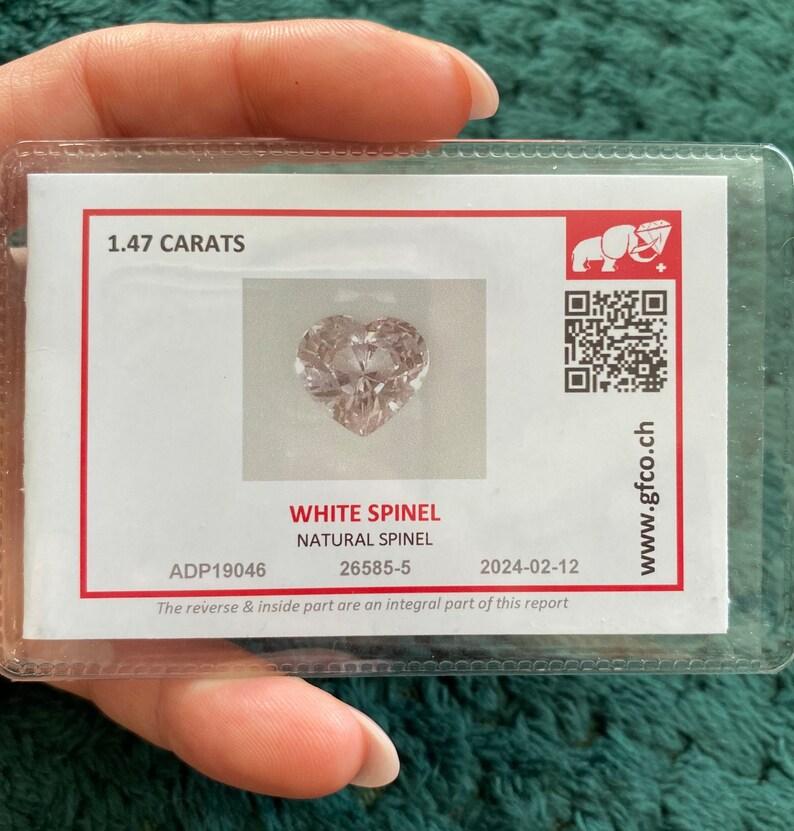 1.47 CARATS
www.gfco.ch
WHITE SPINEL
NATURAL SPINEL
ADP19046 26585-5 2024-02-12
The reverse & inside part are an integral part of this report